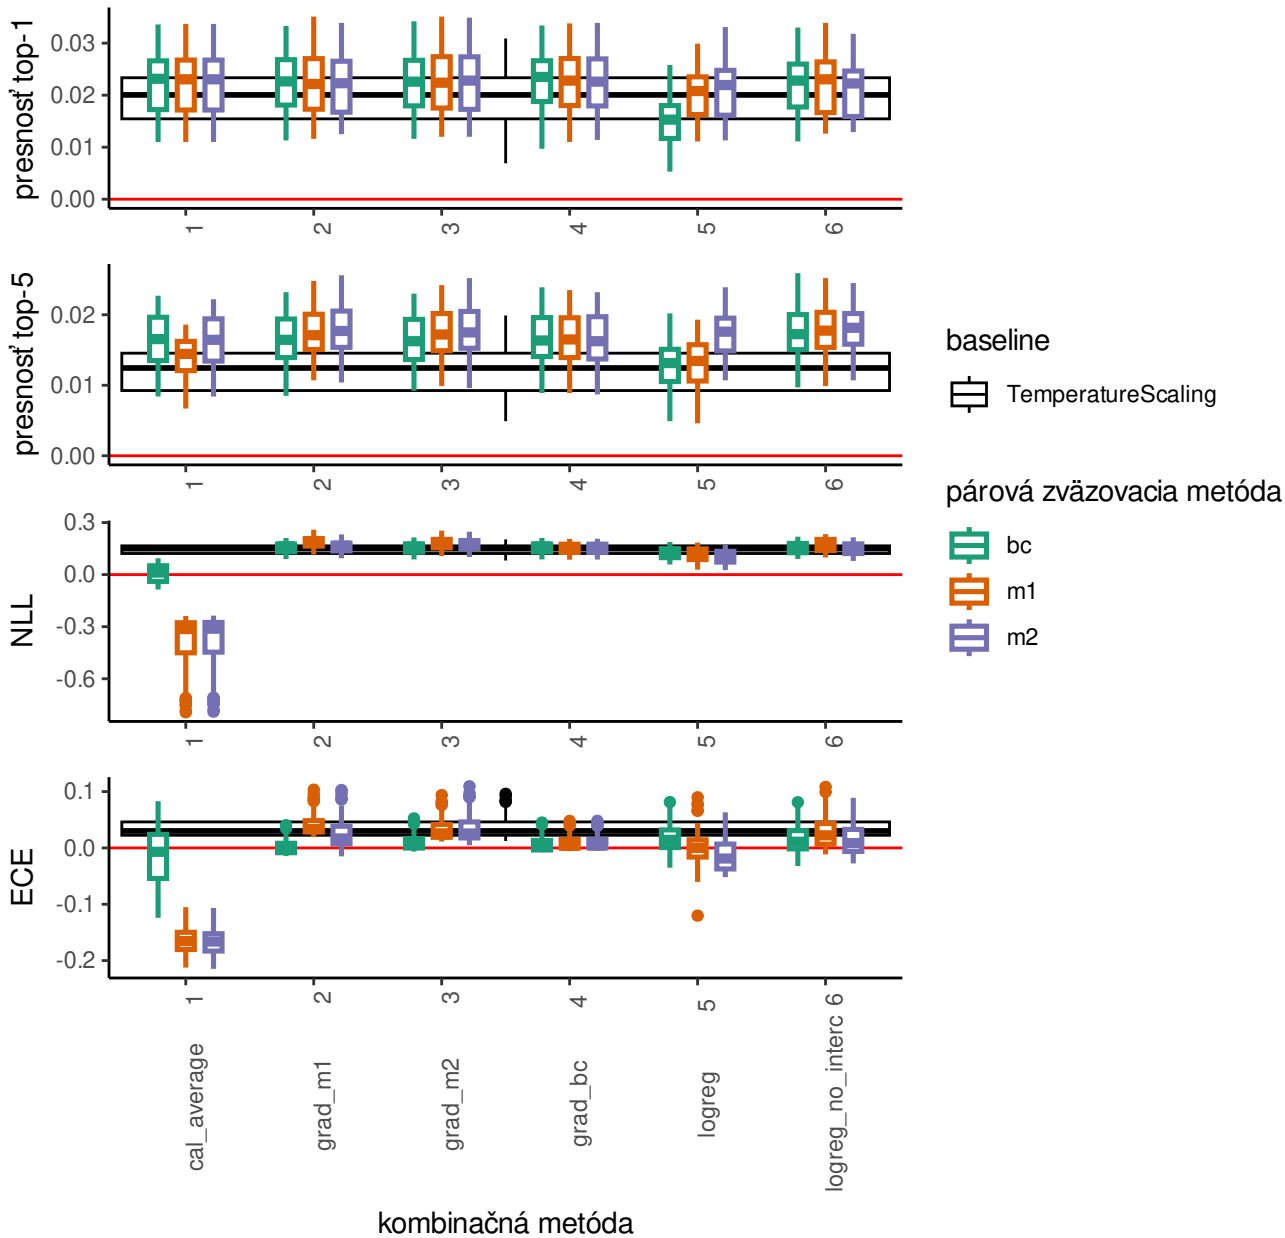 presnosť top-1
0.03
0.02
0.01
0.00
1 2 3 4 5 6
presnosť top-5
0.02
0.01
0.00
1 2 3 4 5 6
NLL
0.3
0.0
-0.3
-0.6
1 2 3 4 5 6
ECE
0.1
0.0
-0.1
-0.2
1 2 3 4 5 6
cal_average
grad_m1
grad_m2
grad_bc
logreg
logreg_no_interc
kombinačná metóda
baseline
TemperatureScaling
párová zväzovacia metóda
bc
m1
m2